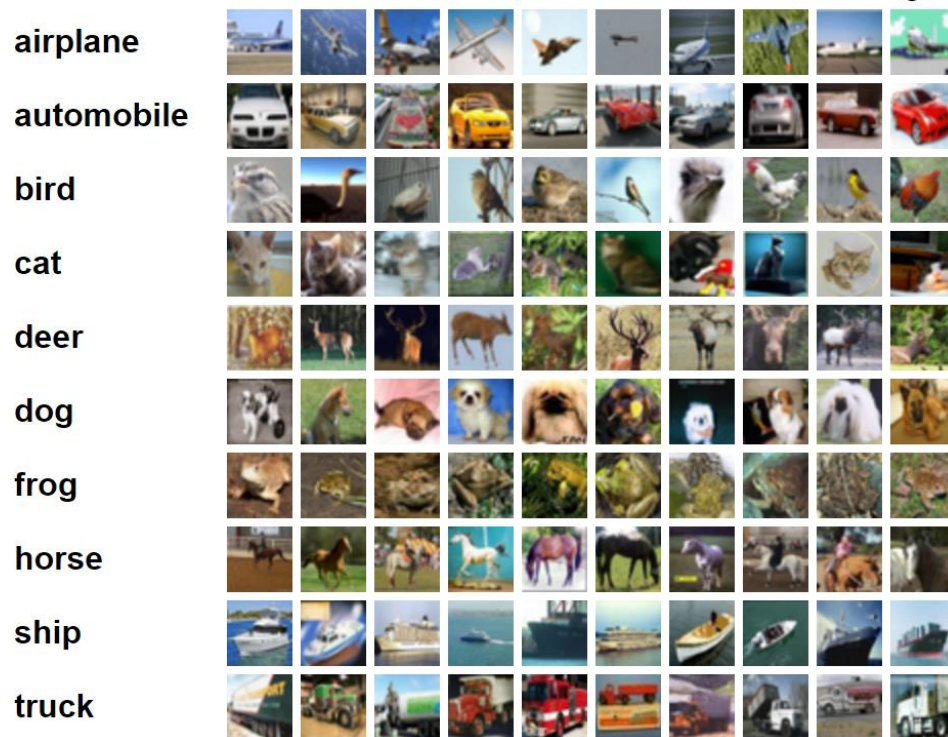 airplane
automobile
bird
cat
deer
dog
frog
horse
ship
truck